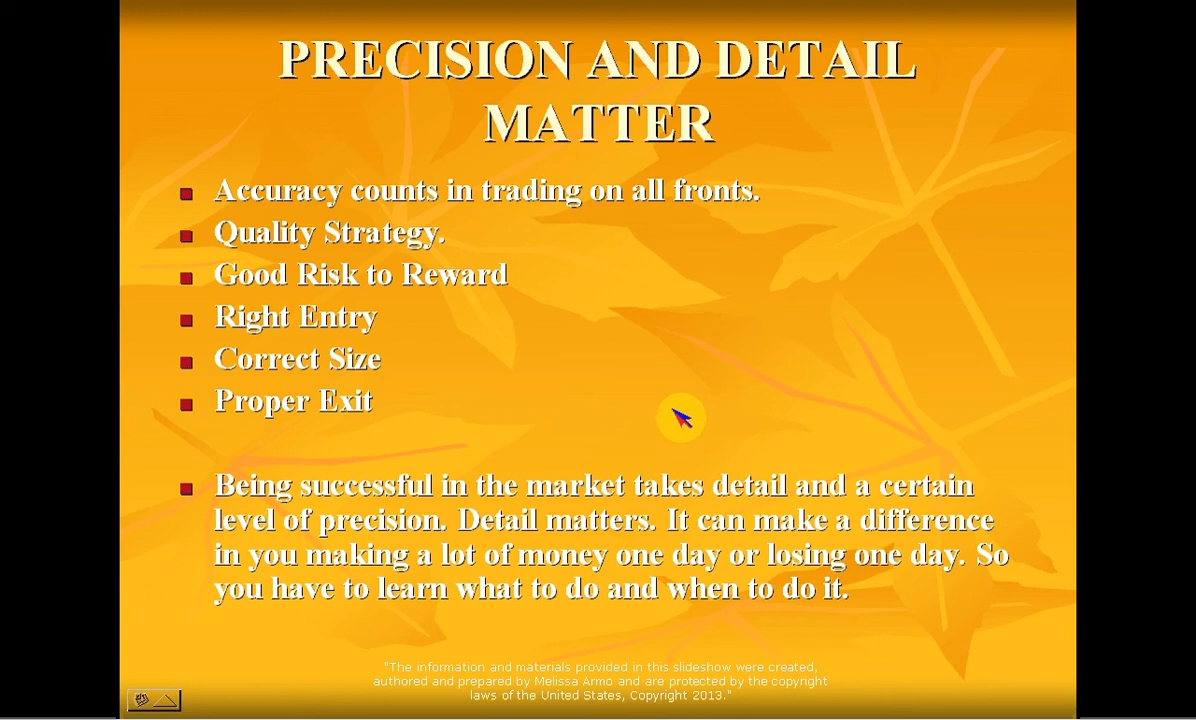 PRECISION AND DETAIL
MATTER
Accuracy counts in trading on all fronts.
Quality Strategy.
Good Risk to Reward
Right Entry
Correct Size
Proper Exit
Being successful in the market takes detail and a certain
level of precision. Detail matters. It can make a difference
in you making a lot of money one day or losing one day. So
you have to learn what to do and when to do it.
"The information and materials provided in this slideshow were created,
authored and prepared by Melissa Armo and are protected by the copyright
laws of the United States, Copyright 2013."